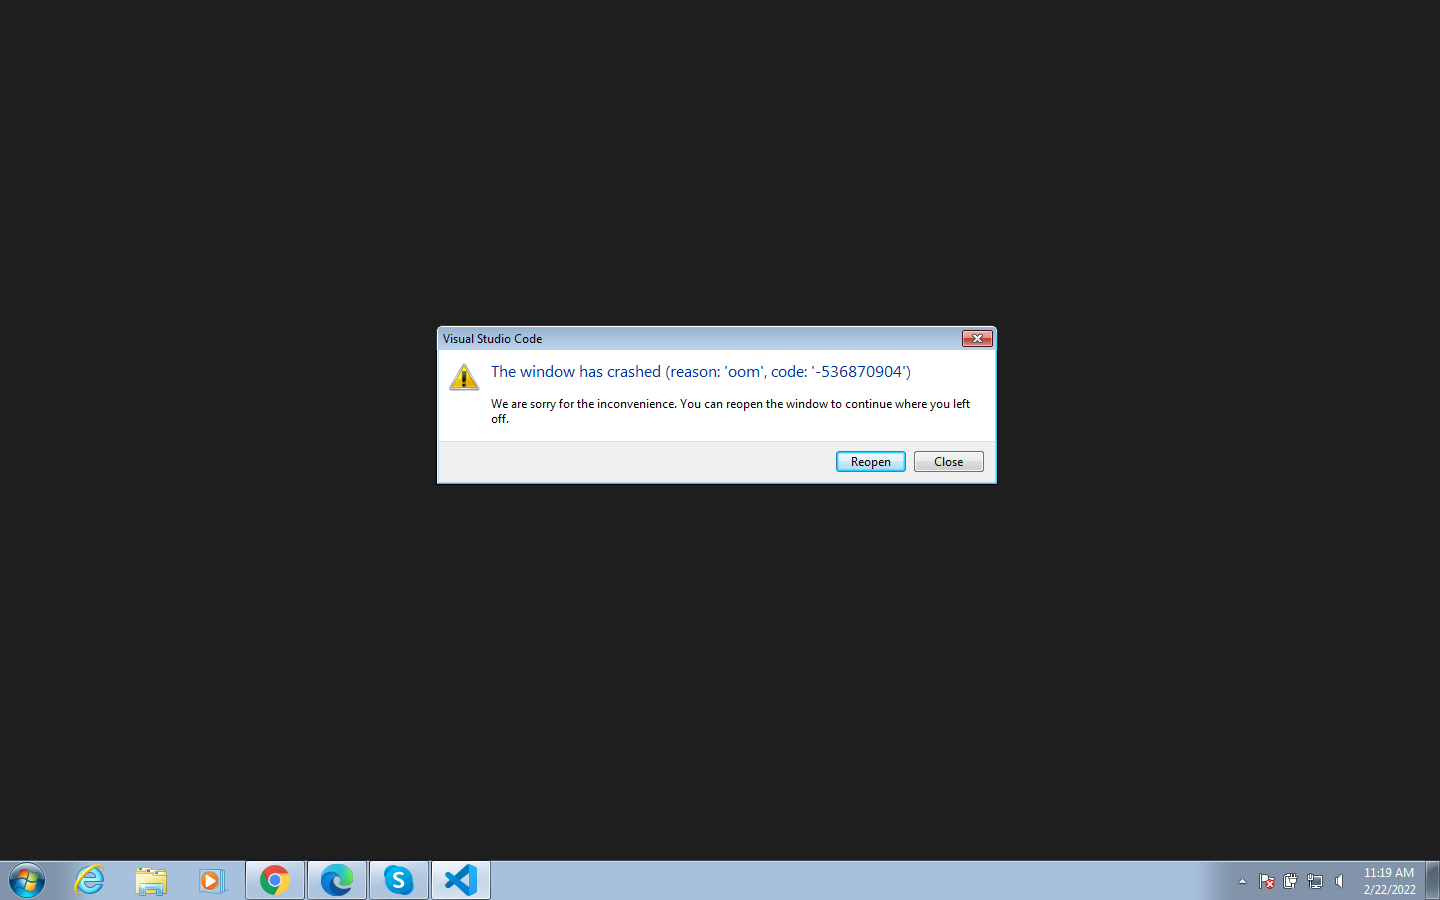 Visual Studio Code
The window has crashed (reason: 'oom', code: '-536870904')
We are sorry for the inconvenience. You can reopen the window to continue where you left
off.
Reopen Close
11:19 AM
2/22/2022